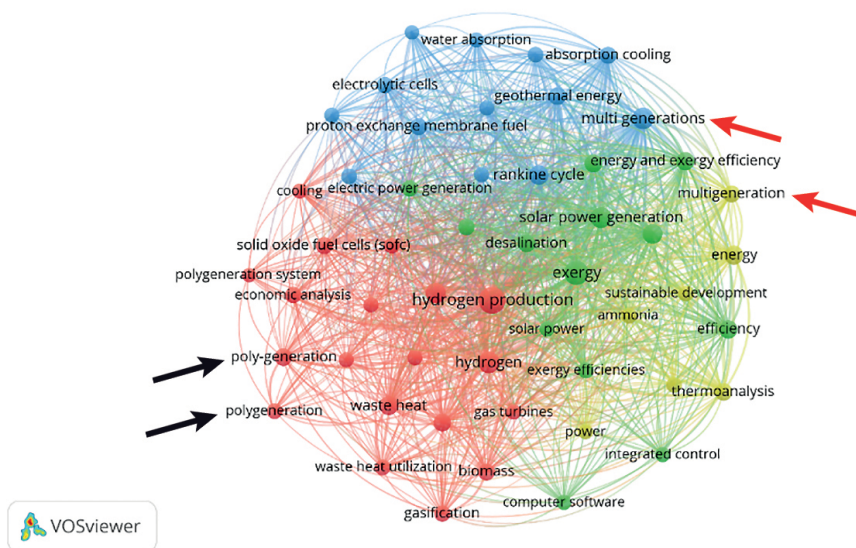 water absorption
absorption cooling
electrolytic cells
geothermal energy
multi generations
proton exchange membrane fuel
energy and exergy efficiency
rankine cycle
cooling
electric power generation
multigeneration
solar power generation
solid oxide fuel cells (sofc)
desalination
energy
polygeneration system
exergy
economic analysis
hydrogen production
sustainable development
ammonia
solar power
efficiency
poly-generation
hydrogen
exergy efficiencies
thermoanalysis
waste heat
gas turbines
polygeneration
power
integrated control
waste heat utilization
biomass
computer software
gasification
VOSviewer